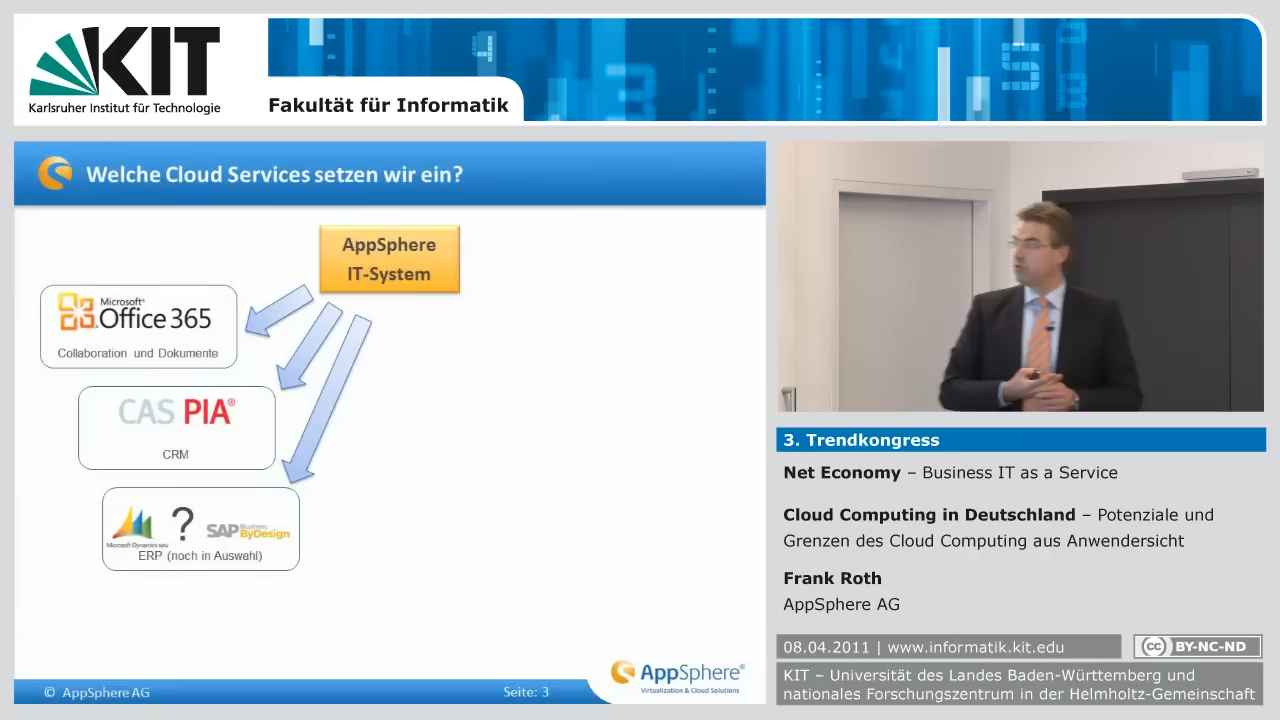 KIT
Karlsruher Institut für Technologie
Fakultät für Informatik
Welche Cloud Services setzen wir ein?
AppSphere
IT-System
Microsoft®
Office 365
Collaboration und Dokumente
CAS PIA®
CRM
Microsoft Dynamics NAV
?
SAP Business ByDesign
ERP (noch in Auswahl)
AppSphere®
Virtualization & Cloud Solutions
© AppSphere AG
Seite: 3
3. Trendkongress
Net Economy – Business IT as a Service
Cloud Computing in Deutschland – Potenziale und
Grenzen des Cloud Computing aus Anwendersicht
Frank Roth
AppSphere AG
08.04.2011 | www.informatik.kit.edu
cc BY-NC-ND
KIT – Universität des Landes Baden-Württemberg und
nationales Forschungszentrum in der Helmholtz-Gemeinschaft